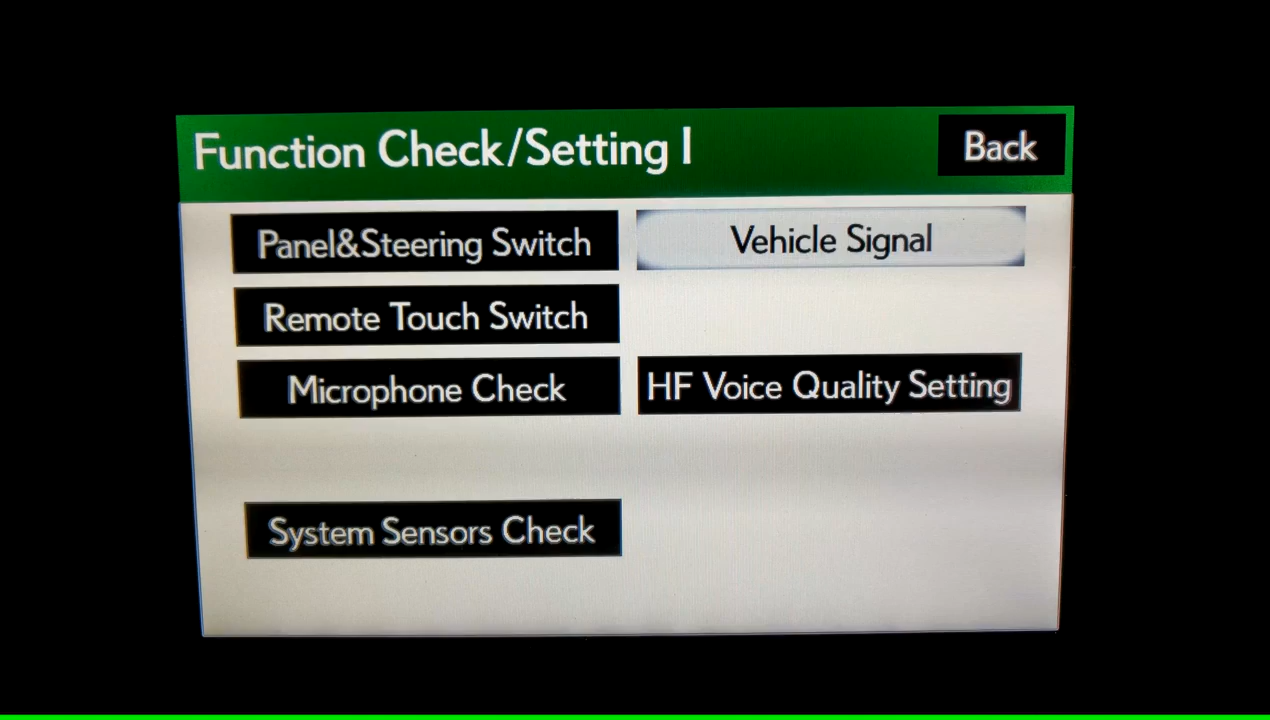 Function Check/Setting I
Back
Panel&Steering Switch
Vehicle Signal
Remote Touch Switch
Microphone Check
HF Voice Quality Setting
System Sensors Check